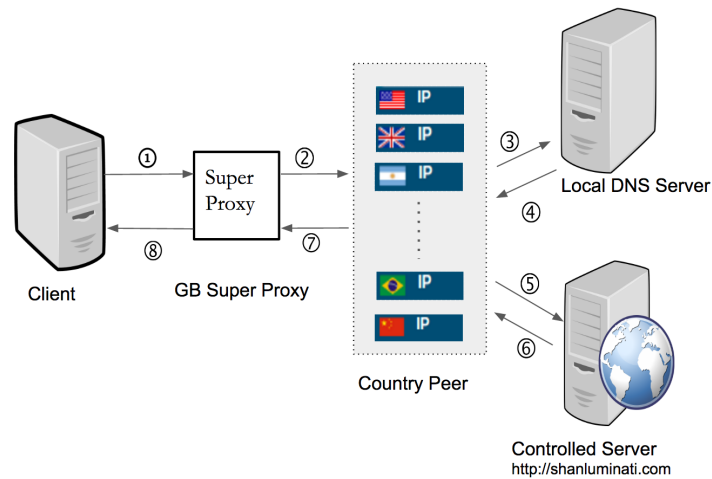 IP
IP
IP
IP
IP
①
②
③
④
⑤
⑥
⑦
⑧
Super
Proxy
Local DNS Server
Client
GB Super Proxy
Country Peer
Controlled Server
http://shanluminati.com